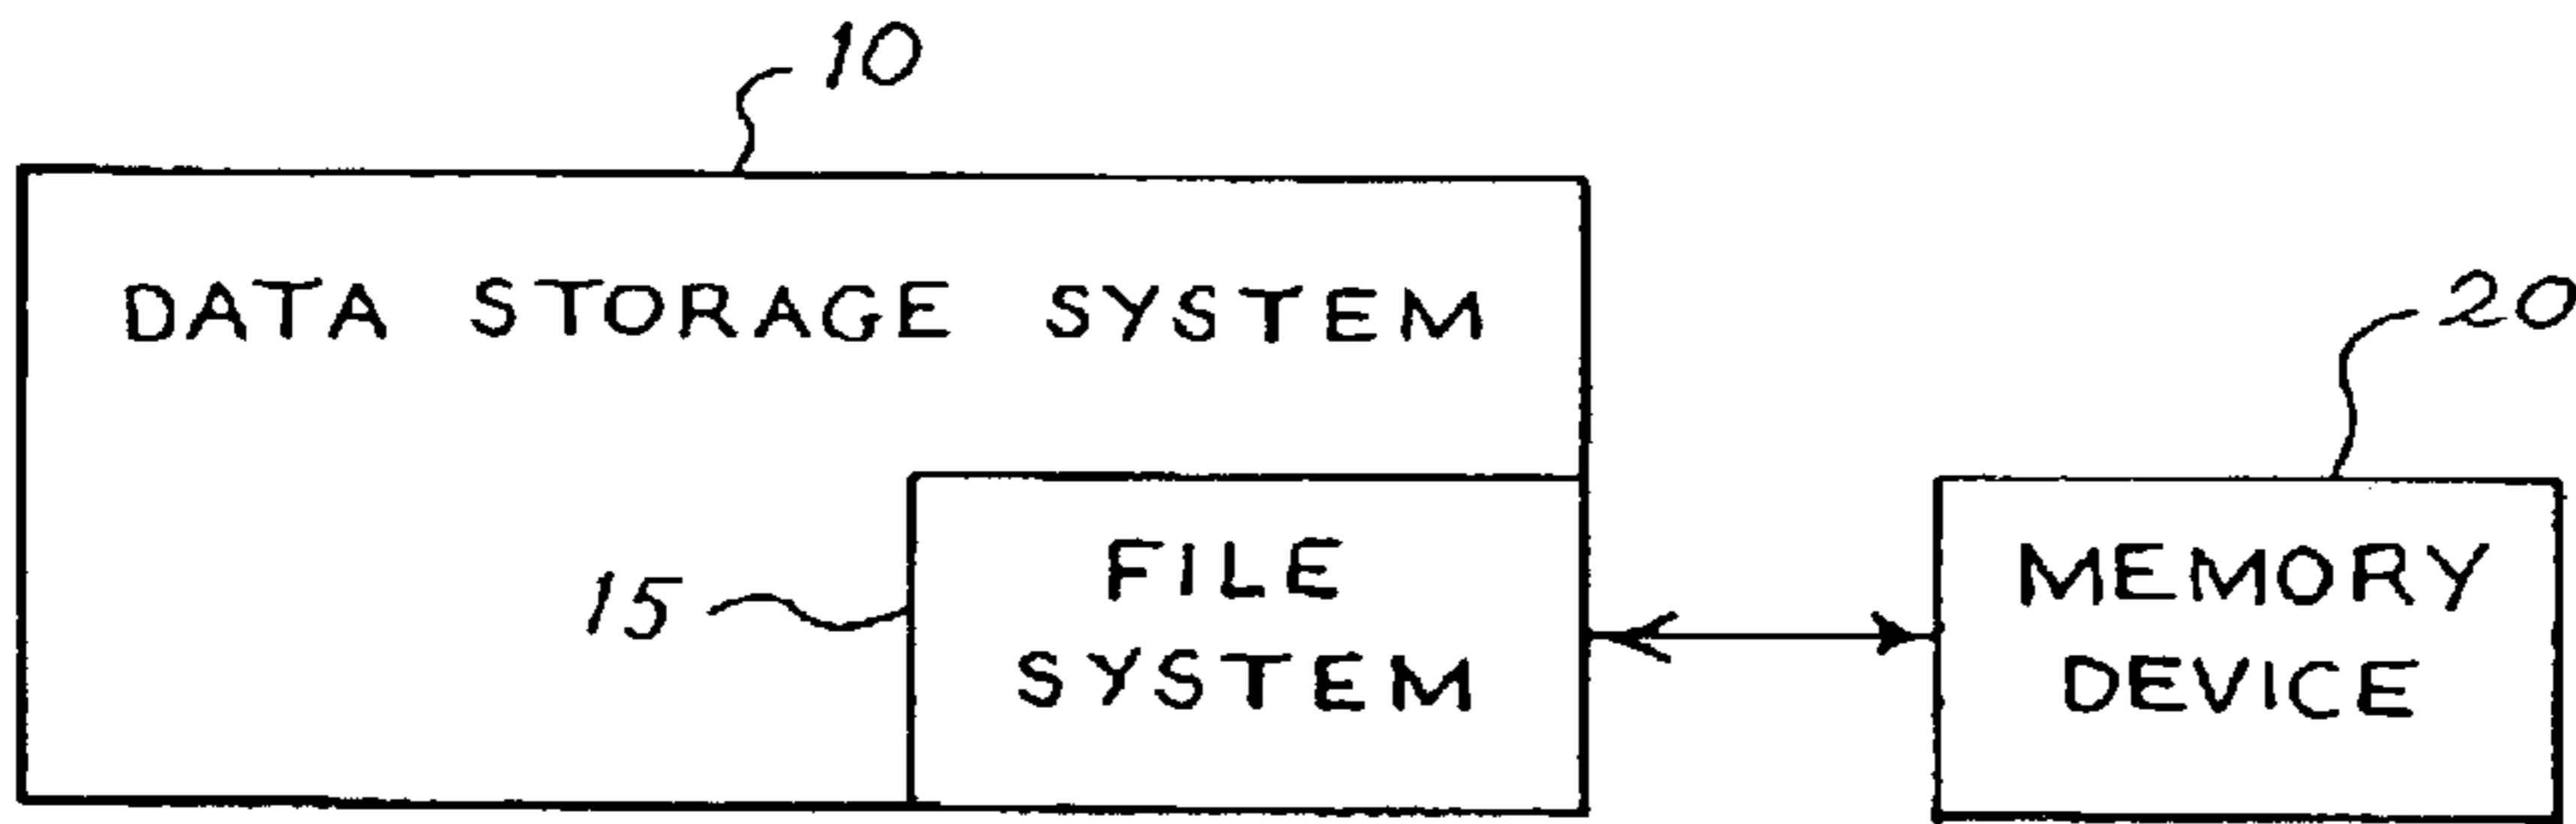 10
DATA STORAGE SYSTEM
20
FILE
SYSTEM
15
MEMORY
DEVICE